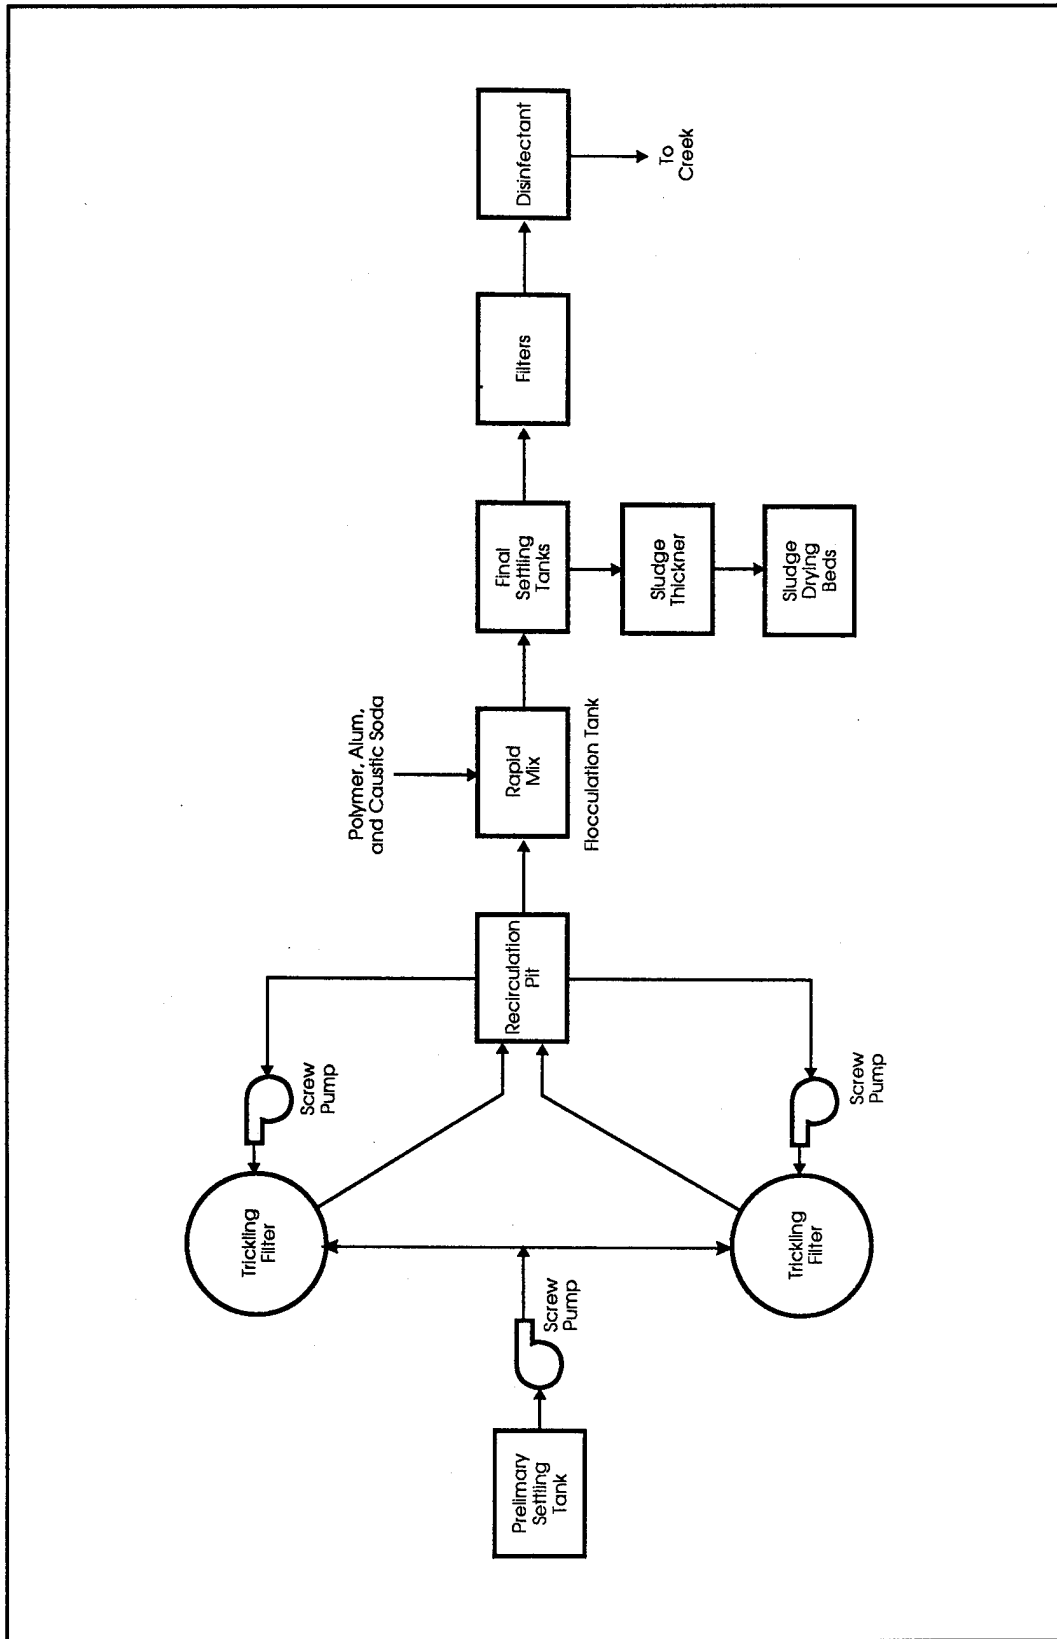 Prelimary
Settling
Tank
Screw
Pump
Trickling
Filter
Trickling
Filter
Screw
Pump
Screw
Pump
Recirculation
Pit
Polymer, Alum,
and Caustic Soda
Rapid
Mix
Flocculation Tank
Final
Settling
Tanks
Sludge
Thickner
Sludge
Drying
Beds
Filters
Disinfectant
To
Creek